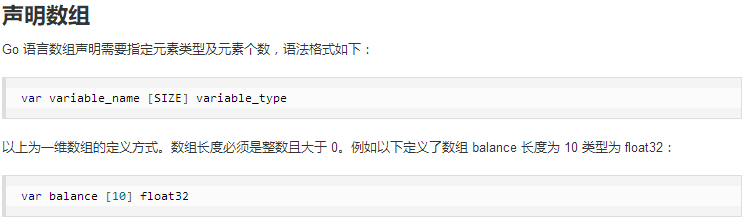 声明数组
Go 语言数组声明需要指定元素类型及元素个数，语法格式如下：
var variable_name [SIZE] variable_type
以上为一维数组的定义方式。数组长度必须是整数且大于 0。例如以下定义了数组 balance 长度为 10 类型为 float32：
var balance [10] float32